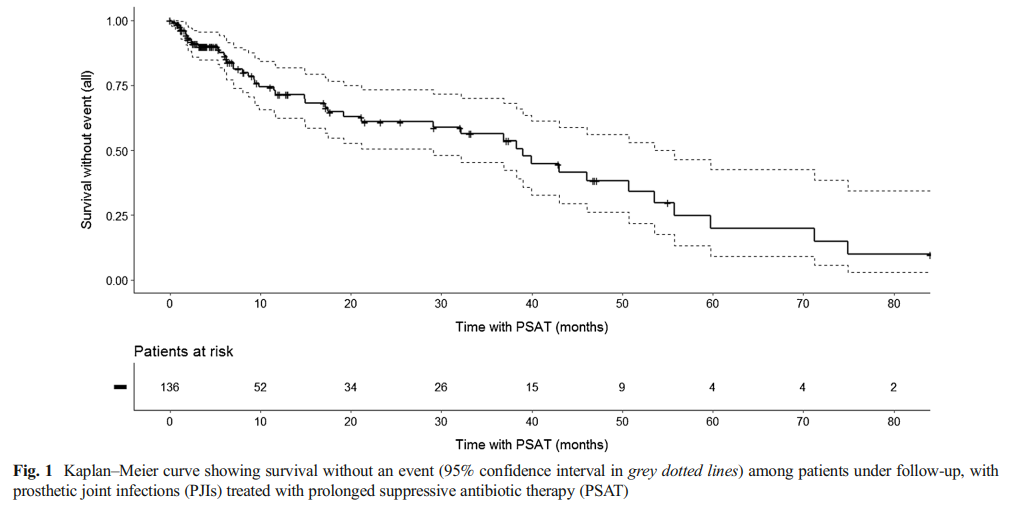 1.00
0.75
0.50
0.25
0.00
Survival without event (all)
0 10 20 30 40 50 60 70 80
Time with PSAT (months)
Patients at risk
136 52 34 26 15 9 4 4 2
0 10 20 30 40 50 60 70 80
Time with PSAT (months)
Fig. 1 Kaplan–Meier curve showing survival without an event (95% confidence interval in grey dotted lines) among patients under follow-up, with
prosthetic joint infections (PJIs) treated with prolonged suppressive antibiotic therapy (PSAT)